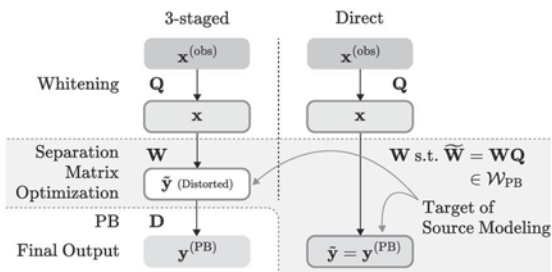 3-staged
Direct
x^(obs)
x^(obs)
Whitening
Q
Q
x
x
Separation
Matrix
Optimization
W
W s.t. W̃ = WQ
∈ 𝒲_PB
ỹ (Distorted)
Target of
Source Modeling
PB
D
Final Output
y^(PB)
ỹ = y^(PB)